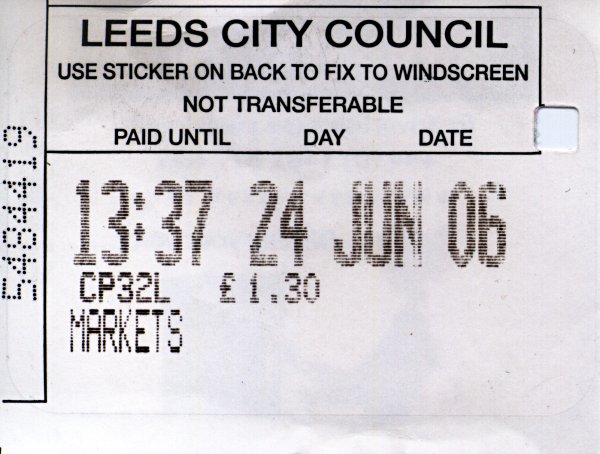 LEEDS CITY COUNCIL
USE STICKER ON BACK TO FIX TO WINDSCREEN
NOT TRANSFERABLE
PAID UNTIL DAY DATE
13:37 24 JUN 06
CP32L £1.30
MARKETS
5484419